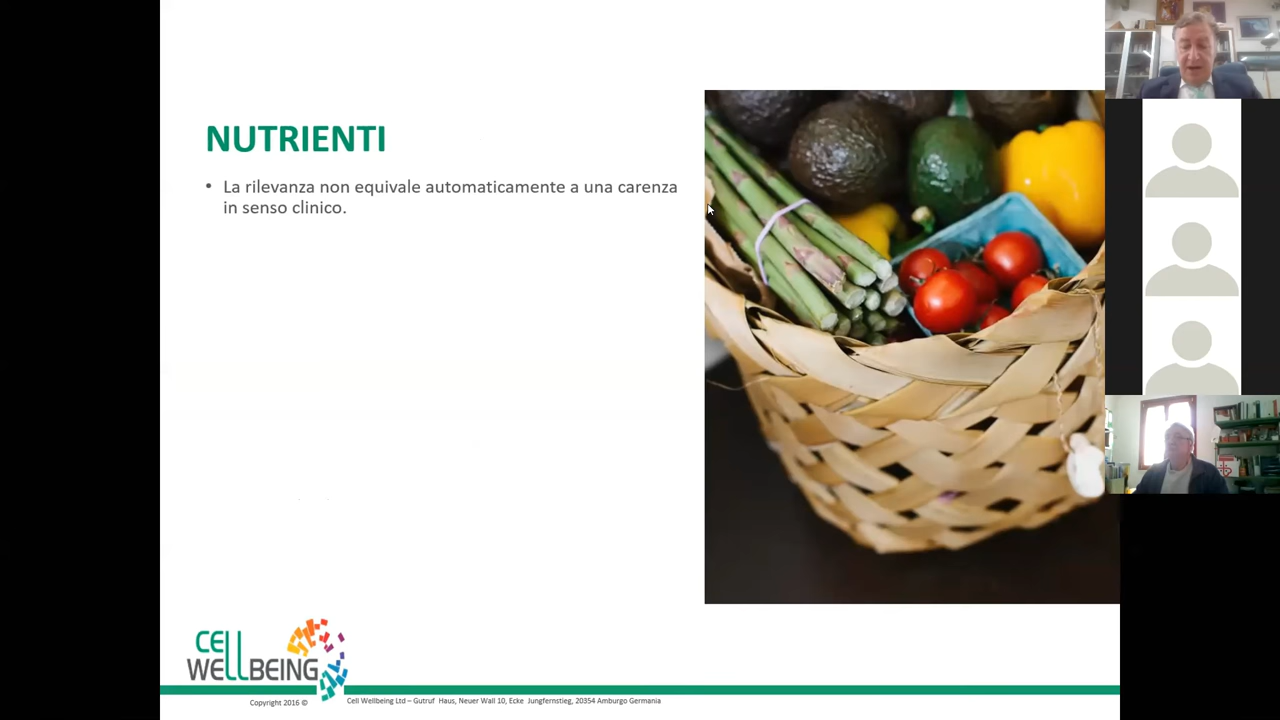 NUTRIENTI
• La rilevanza non equivale automaticamente a una carenza
in senso clinico.
CELL
WELLBEING
Copyright 2016 ©
Cell Wellbeing Ltd – Gutruf Haus, Neuer Wall 10, Ecke Jungfernstieg, 20354 Amburgo Germania